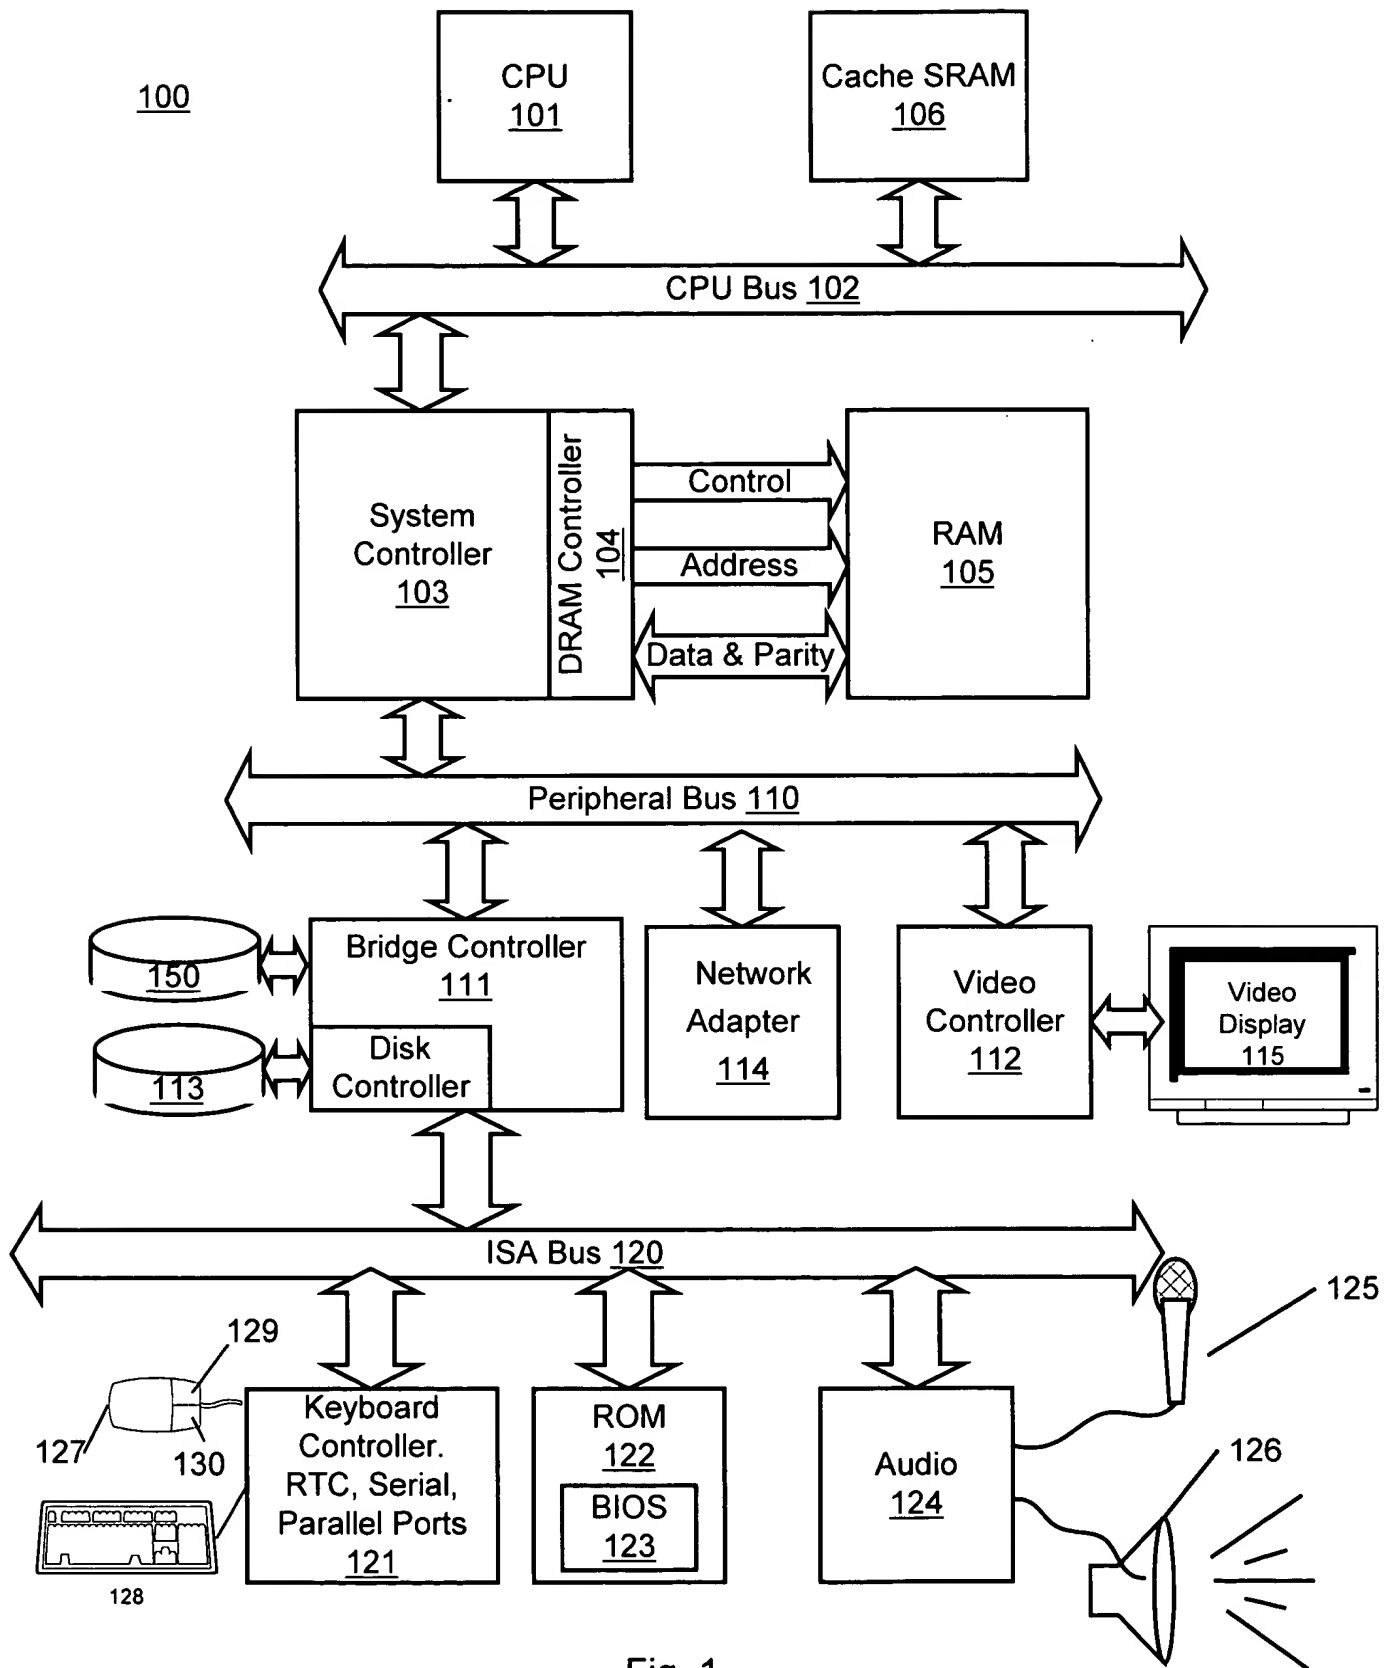 100
CPU
101
Cache SRAM
106
CPU Bus 102
System
Controller
103
DRAM Controller
104
Control
Address
Data & Parity
RAM
105
Peripheral Bus 110
150
113
Bridge Controller
111
Disk
Controller
Network
Adapter
114
Video
Controller
112
Video
Display
115
ISA Bus 120
125
129
127
130
128
Keyboard
Controller.
RTC, Serial,
Parallel Ports
121
ROM
122
BIOS
123
Audio
124
126
Fig. 1